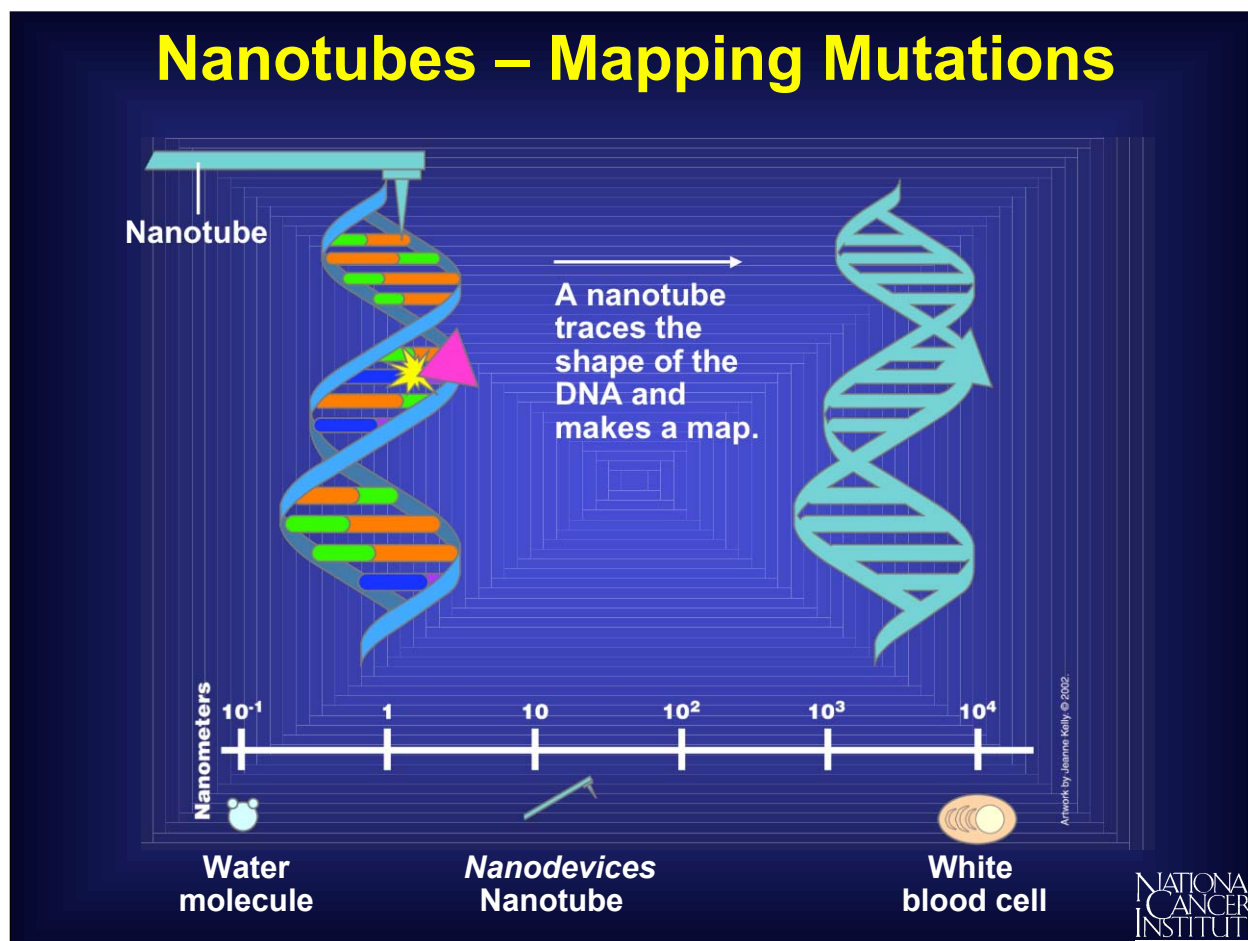 Nanotubes – Mapping Mutations
Nanotube
A nanotube
traces the
shape of the
DNA and
makes a map.
Nanometers
10⁻¹ 1 10 10² 10³ 10⁴
Artwork by Jeanne Kelly. © 2002.
Water
molecule
Nanodevices
Nanotube
White
blood cell
NATIONA
CANCER
INSTITUT